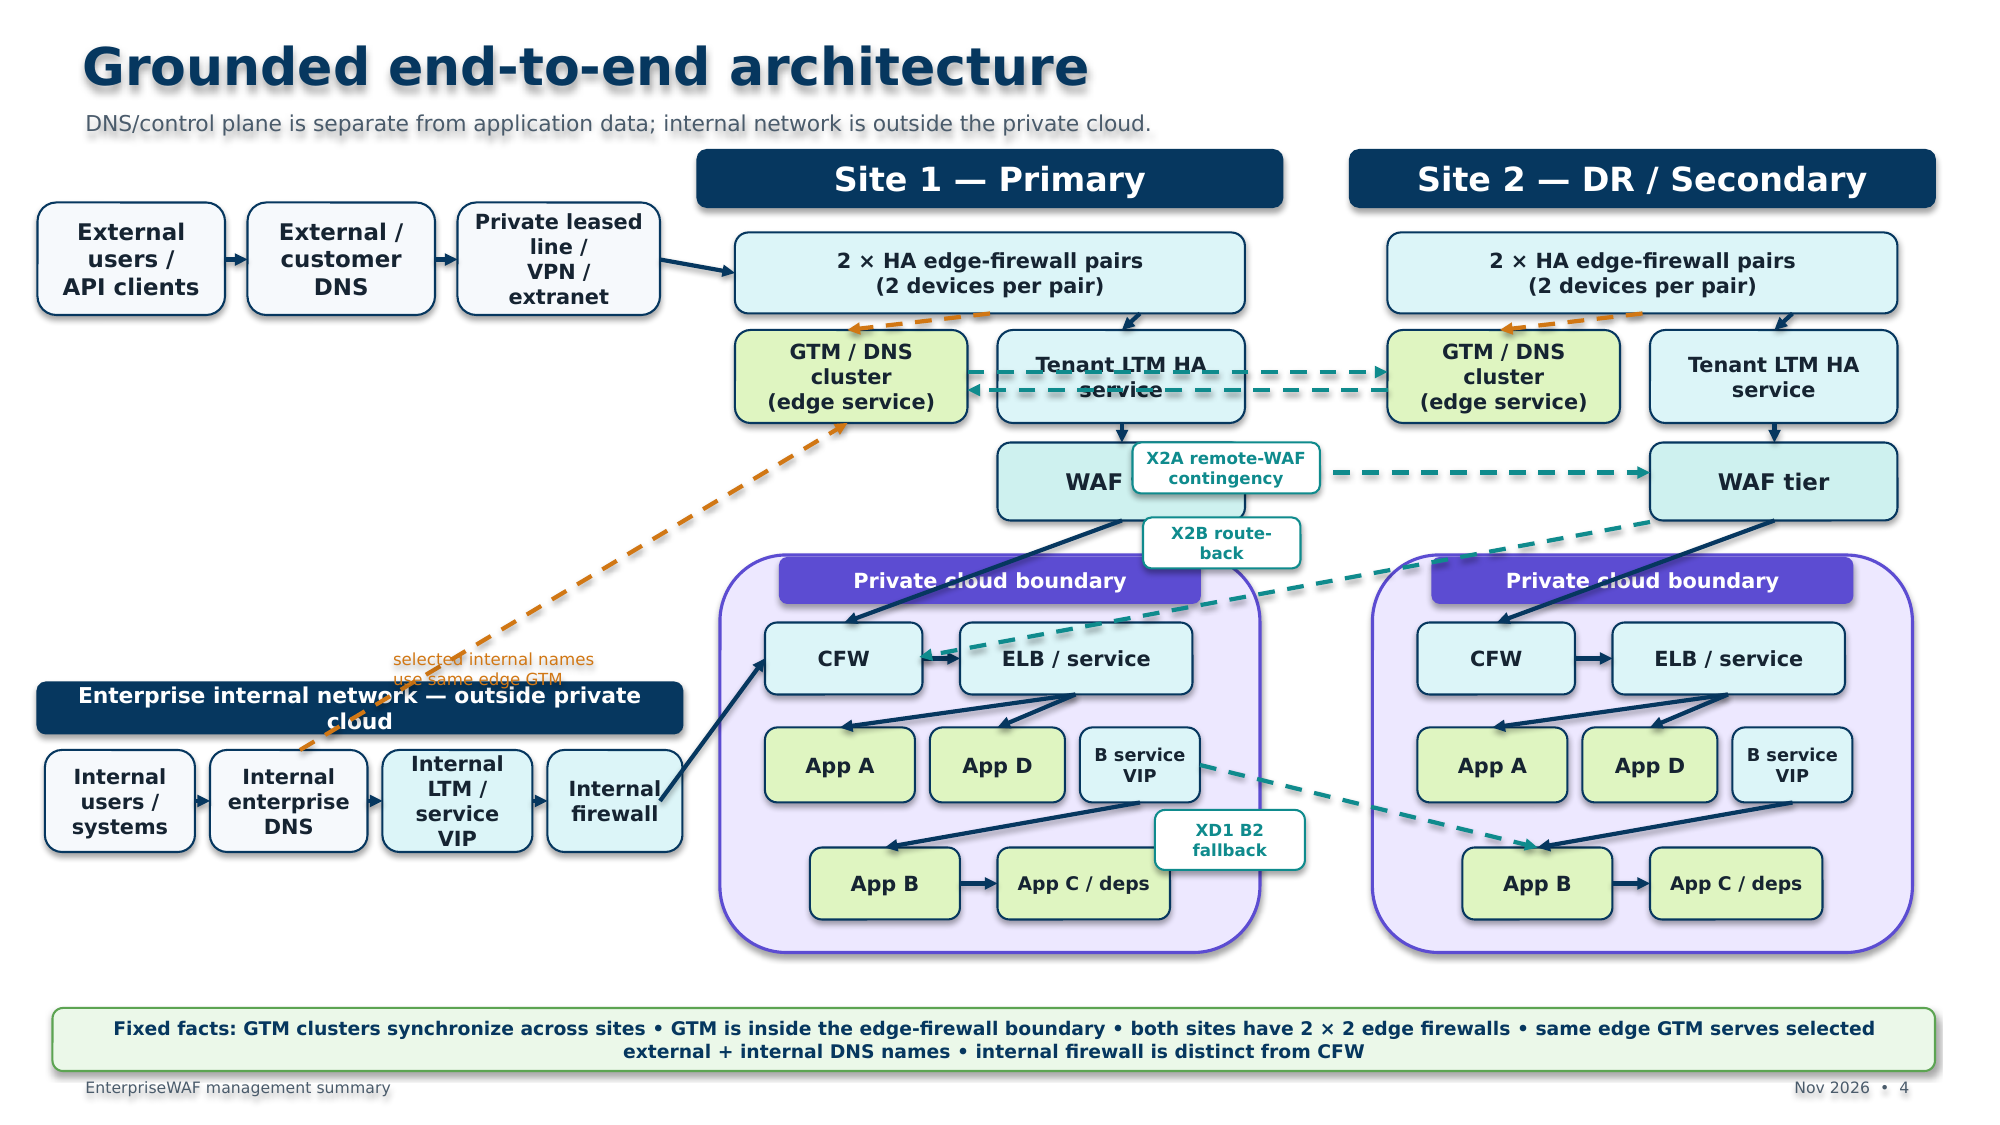 Grounded end-to-end architecture
DNS/control plane is separate from application data; internal network is outside the private cloud.
Site 1 — Primary
Site 2 — DR / Secondary
External
users /
API clients
External /
customer
DNS
Private leased
line /
VPN /
extranet
2 × HA edge-firewall pairs
(2 devices per pair)
2 × HA edge-firewall pairs
(2 devices per pair)
GTM / DNS
cluster
(edge service)
Tenant LTM HA
service
GTM / DNS
cluster
(edge service)
Tenant LTM HA
service
WAF
X2A remote-WAF
contingency
WAF tier
X2B route-
back
Private cloud boundary
Private cloud boundary
CFW
ELB / service
CFW
ELB / service
selected internal names
use same edge GTM
Enterprise internal network — outside private
cloud
Internal
users /
systems
Internal
enterprise
DNS
Internal
LTM /
service
VIP
Internal
firewall
App A
App D
B service
VIP
App A
App D
B service
VIP
XD1 B2
fallback
App B
App C / deps
App B
App C / deps
Fixed facts: GTM clusters synchronize across sites • GTM is inside the edge-firewall boundary • both sites have 2 × 2 edge firewalls • same edge GTM serves selected
external + internal DNS names • internal firewall is distinct from CFW
EnterpriseWAF management summary
Nov 2026 • 4